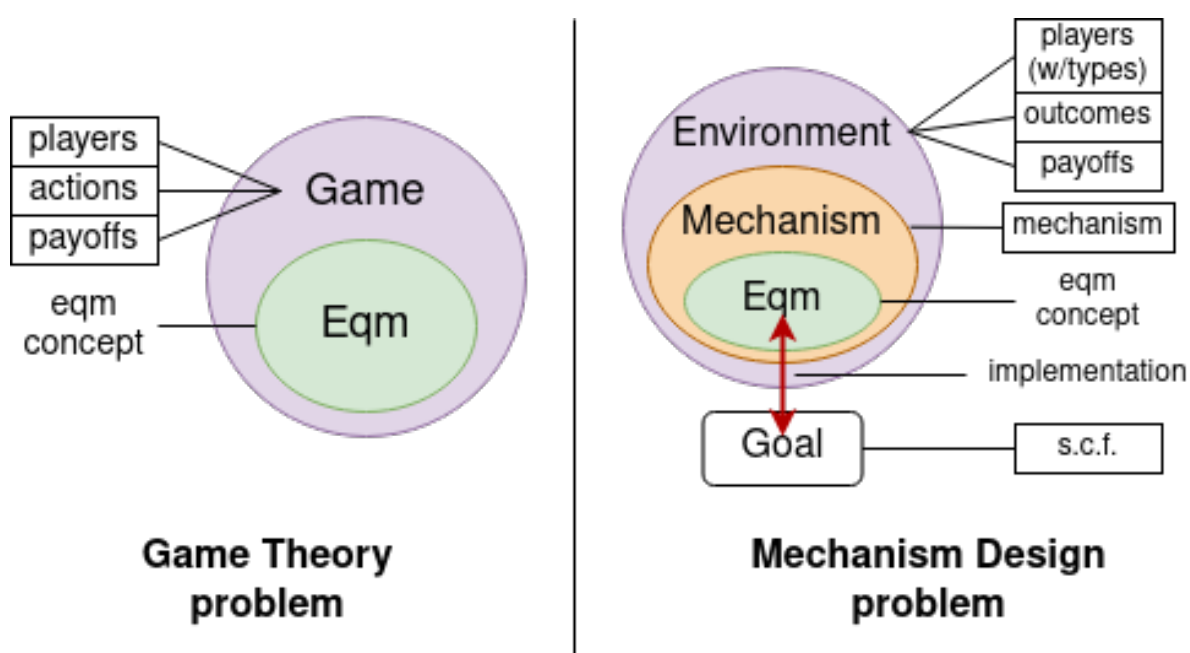 players
actions
payoffs
eqm
concept
Game
Eqm
Game Theory
problem
players
(w/types)
outcomes
payoffs
Environment
Mechanism
mechanism
Eqm
eqm
concept
implementation
Goal
s.c.f.
Mechanism Design
problem